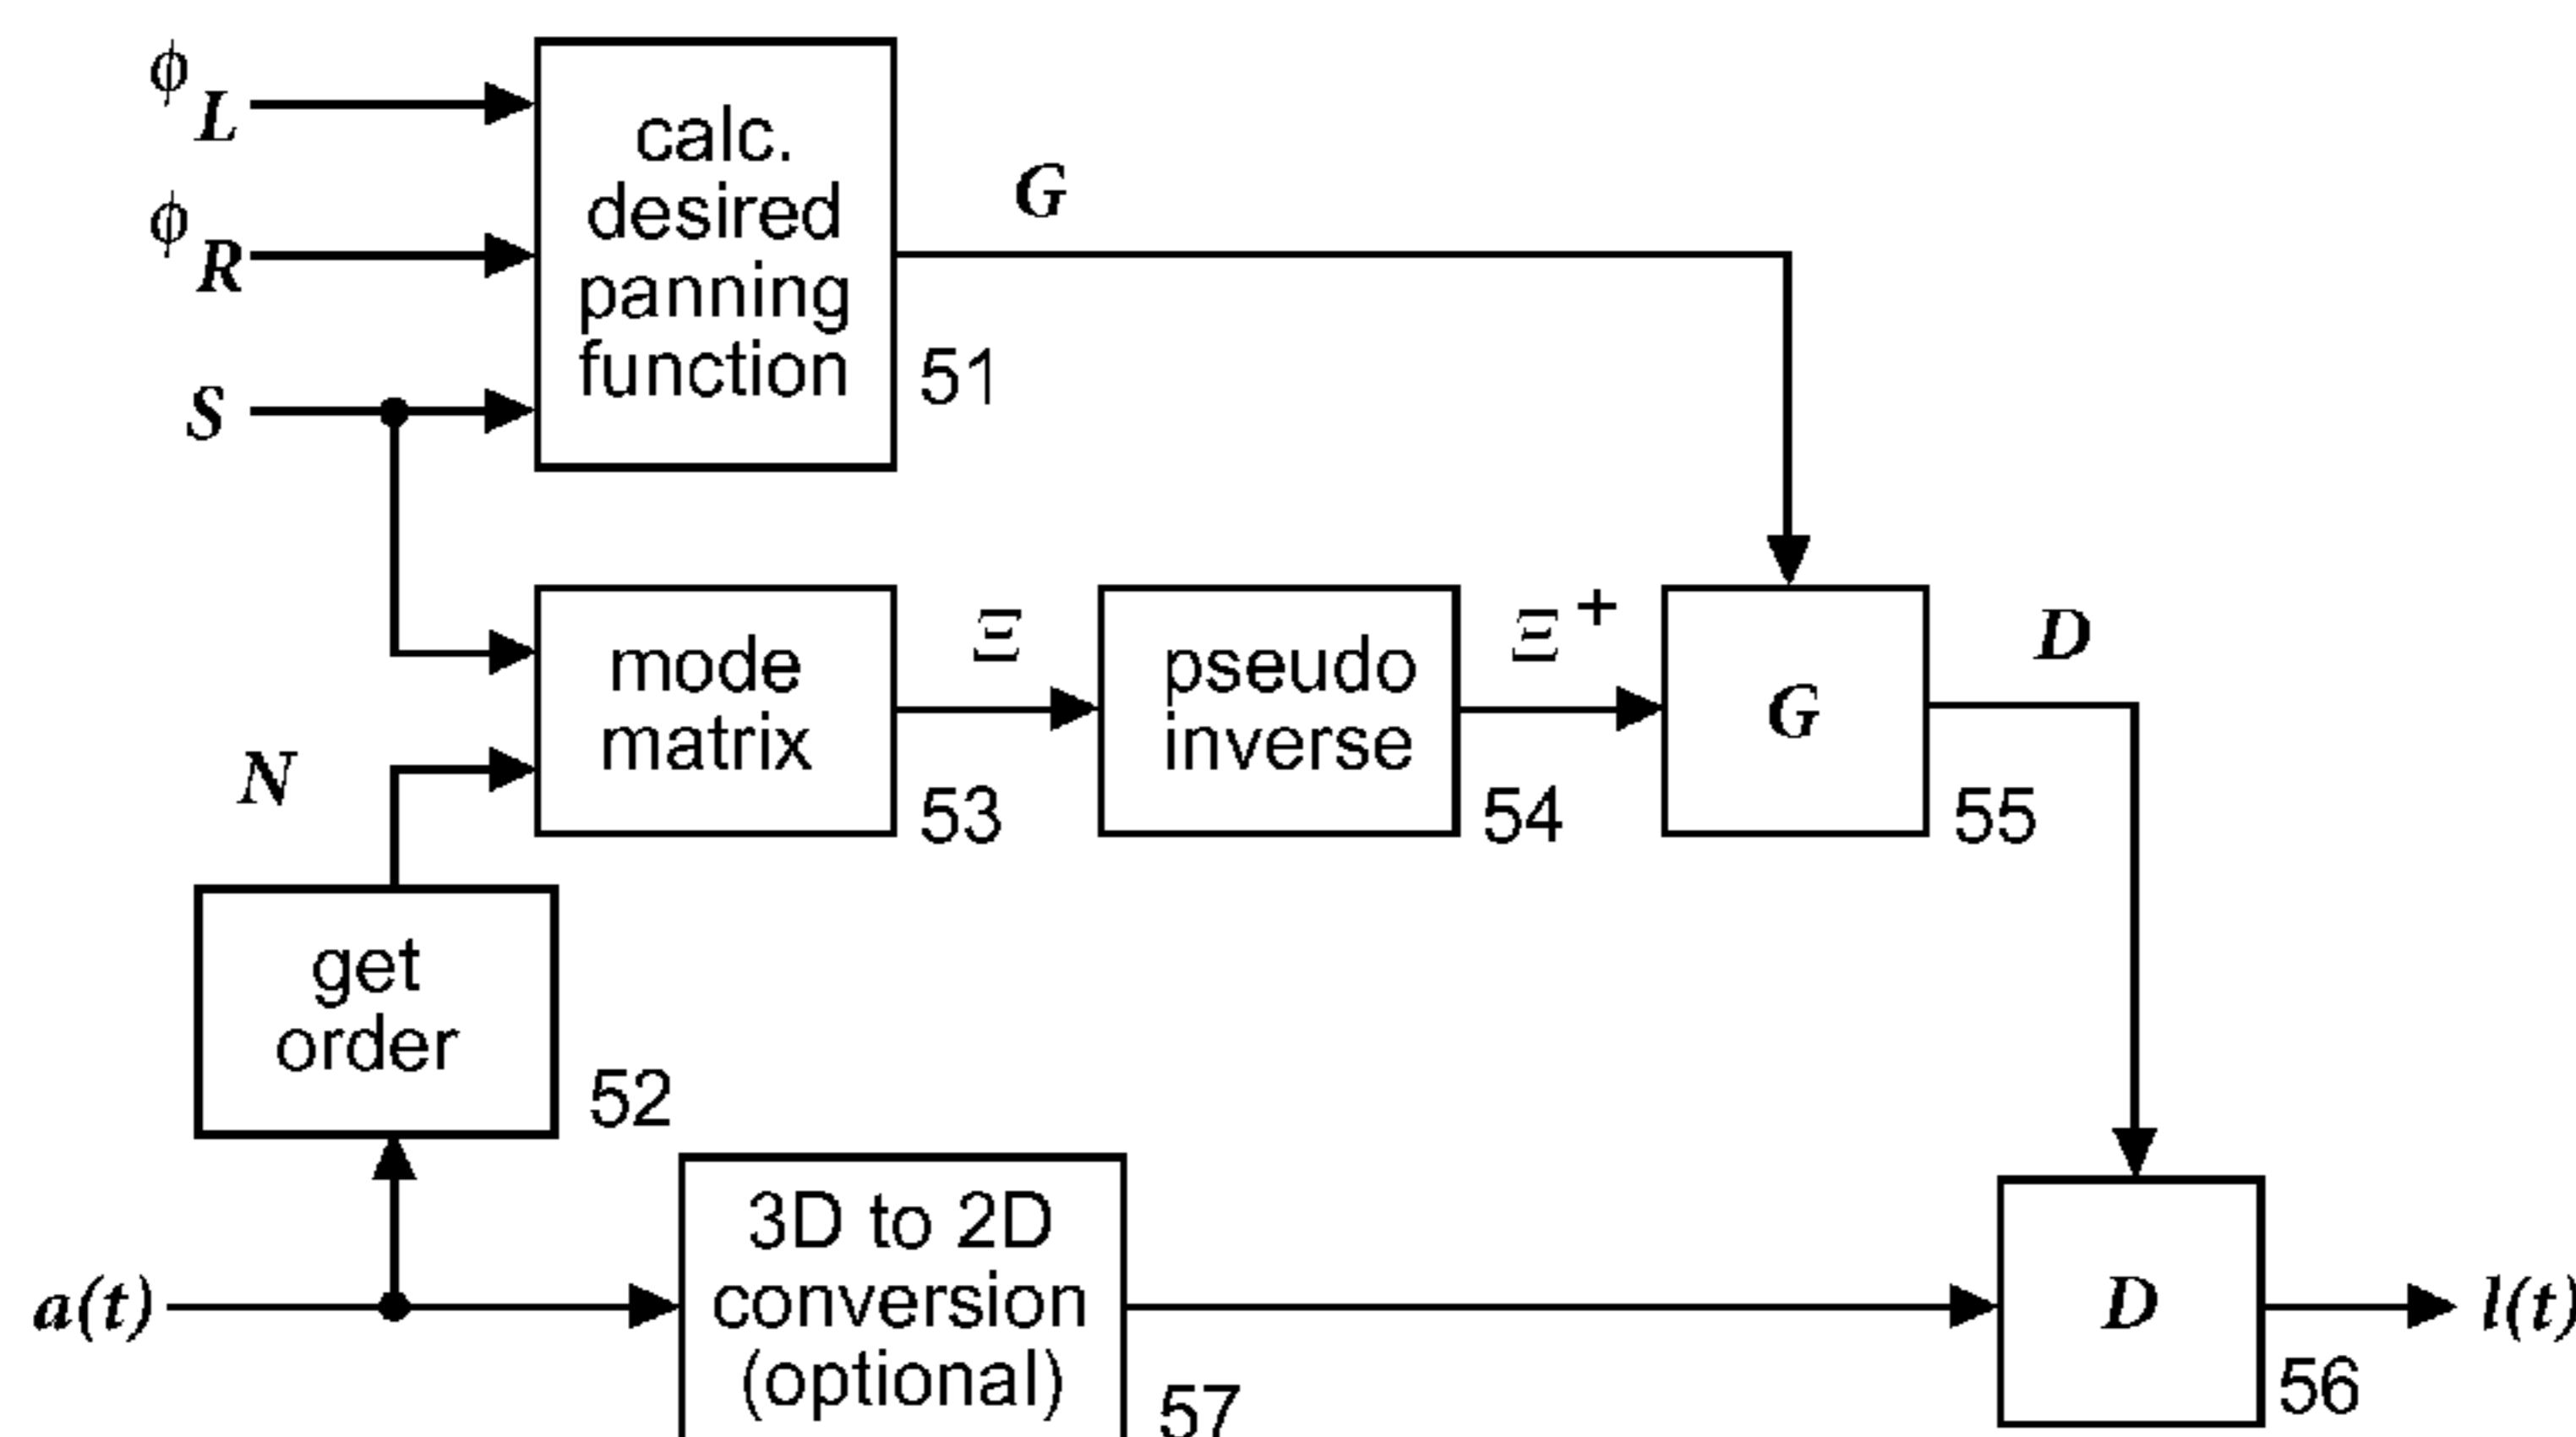 ϕL
calc.
desired
panning
function
51
G
ϕR
S
mode
matrix
53
Ξ
pseudo
inverse
54
Ξ+
G
55
D
N
get
order
52
a(t)
3D to 2D
conversion
(optional)
57
D
56
l(t)